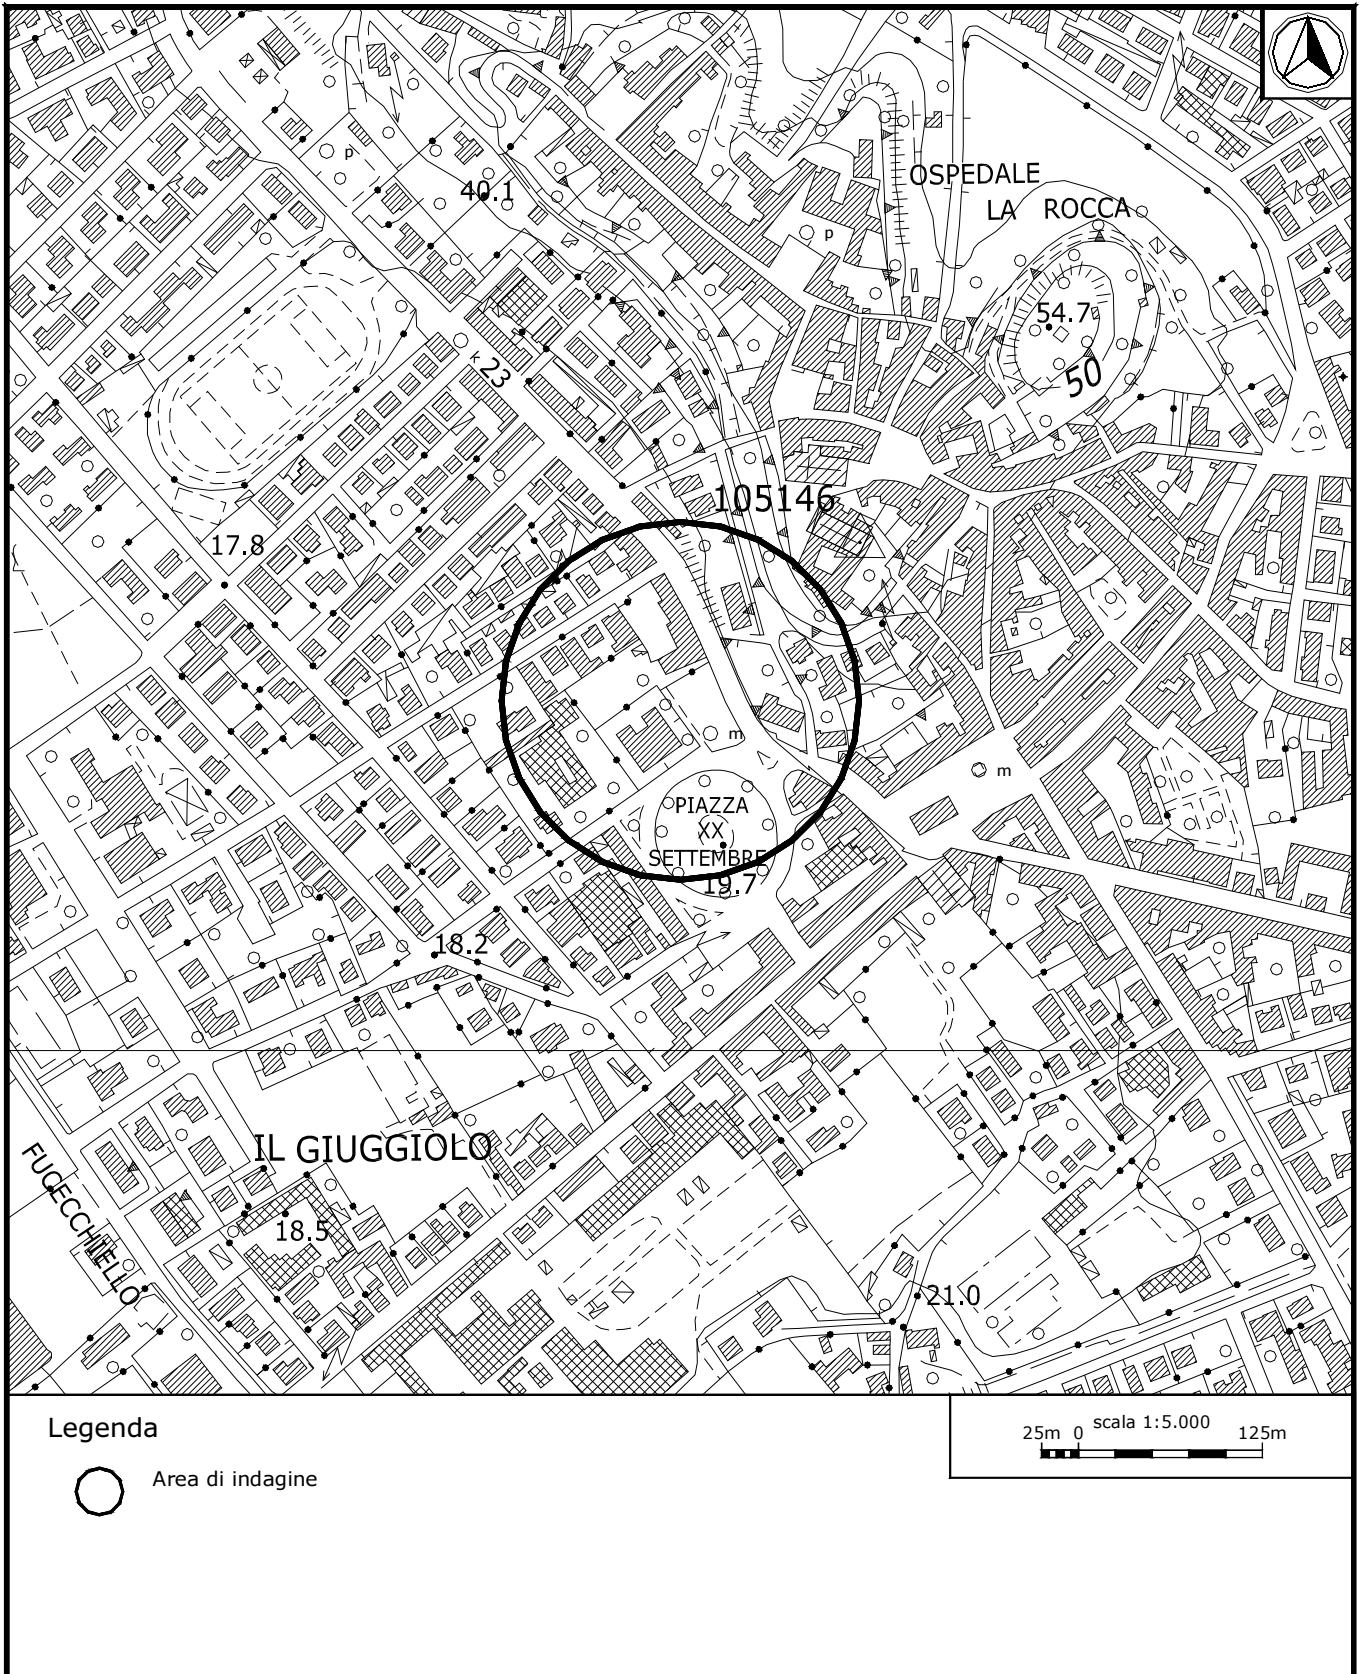 p
OSPEDALE
40.1
LA ROCCA
p
54.7
K 23
50
105146
17.8
m
m
PIAZZA
XX
SETTEMBRE
19.7
18.2
IL GIUGGIOLO
FUCECCHIELLO
18.5
21.0
Legenda
Area di indagine
scala 1:5.000
25m 0 125m